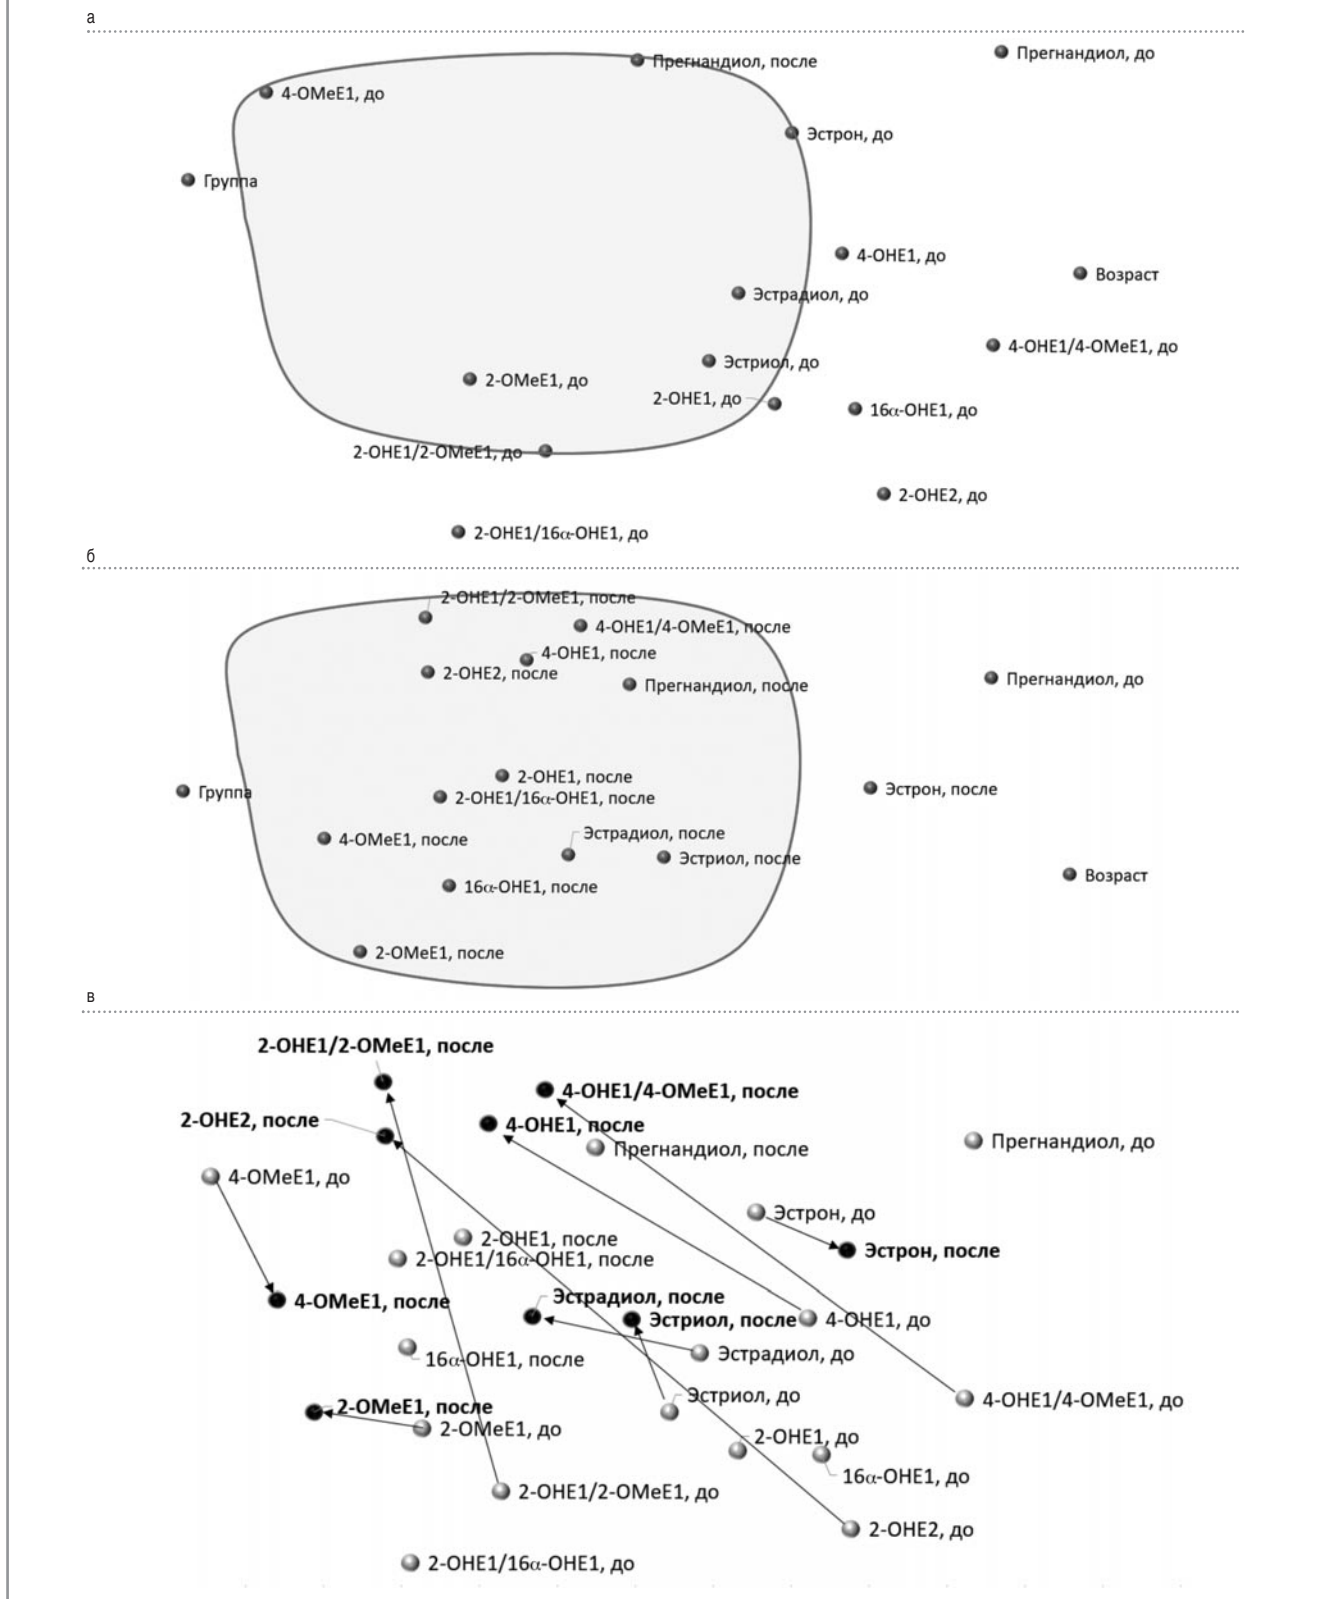 а
Прегнандиол, до
Прегнандиол, после
4-OMeE1, до
Эстрон, до
Группа
4-OHE1, до
Возраст
Эстрадиол, до
4-OHE1/4-OMeE1, до
Эстриол, до
2-OMeE1, до
2-OHE1, до
16α-OHE1, до
2-OHE1/2-OMeE1, до
2-OHE2, до
2-OHE1/16α-OHE1, до
б
2-OHE1/2-OMeE1, после
4-OHE1/4-OMeE1, после
4-OHE1, после
2-OHE2, после
Прегнандиол, до
Прегнандиол, после
2-OHE1, после
Эстрон, после
Группа
2-OHE1/16α-OHE1, после
Эстрадиол, после
4-OMeE1, после
Эстриол, после
Возраст
16α-OHE1, после
2-OMeE1, после
в
2-OHE1/2-OMeE1, после
4-OHE1/4-OMeE1, после
2-OHE2, после
4-OHE1, после
Прегнандиол, до
Прегнандиол, после
4-OMeE1, до
Эстрон, до
2-OHE1, после
Эстрон, после
2-OHE1/16α-OHE1, после
Эстрадиол, после
4-OMeE1, после
Эстриол, после
4-OHE1, до
Эстрадиол, до
16α-OHE1, после
Эстриол, до
4-OHE1/4-OMeE1, до
2-OMeE1, после
2-OMeE1, до
2-OHE1, до
16α-OHE1, до
2-OHE1/2-OMeE1, до
2-OHE2, до
2-OHE1/16α-OHE1, до